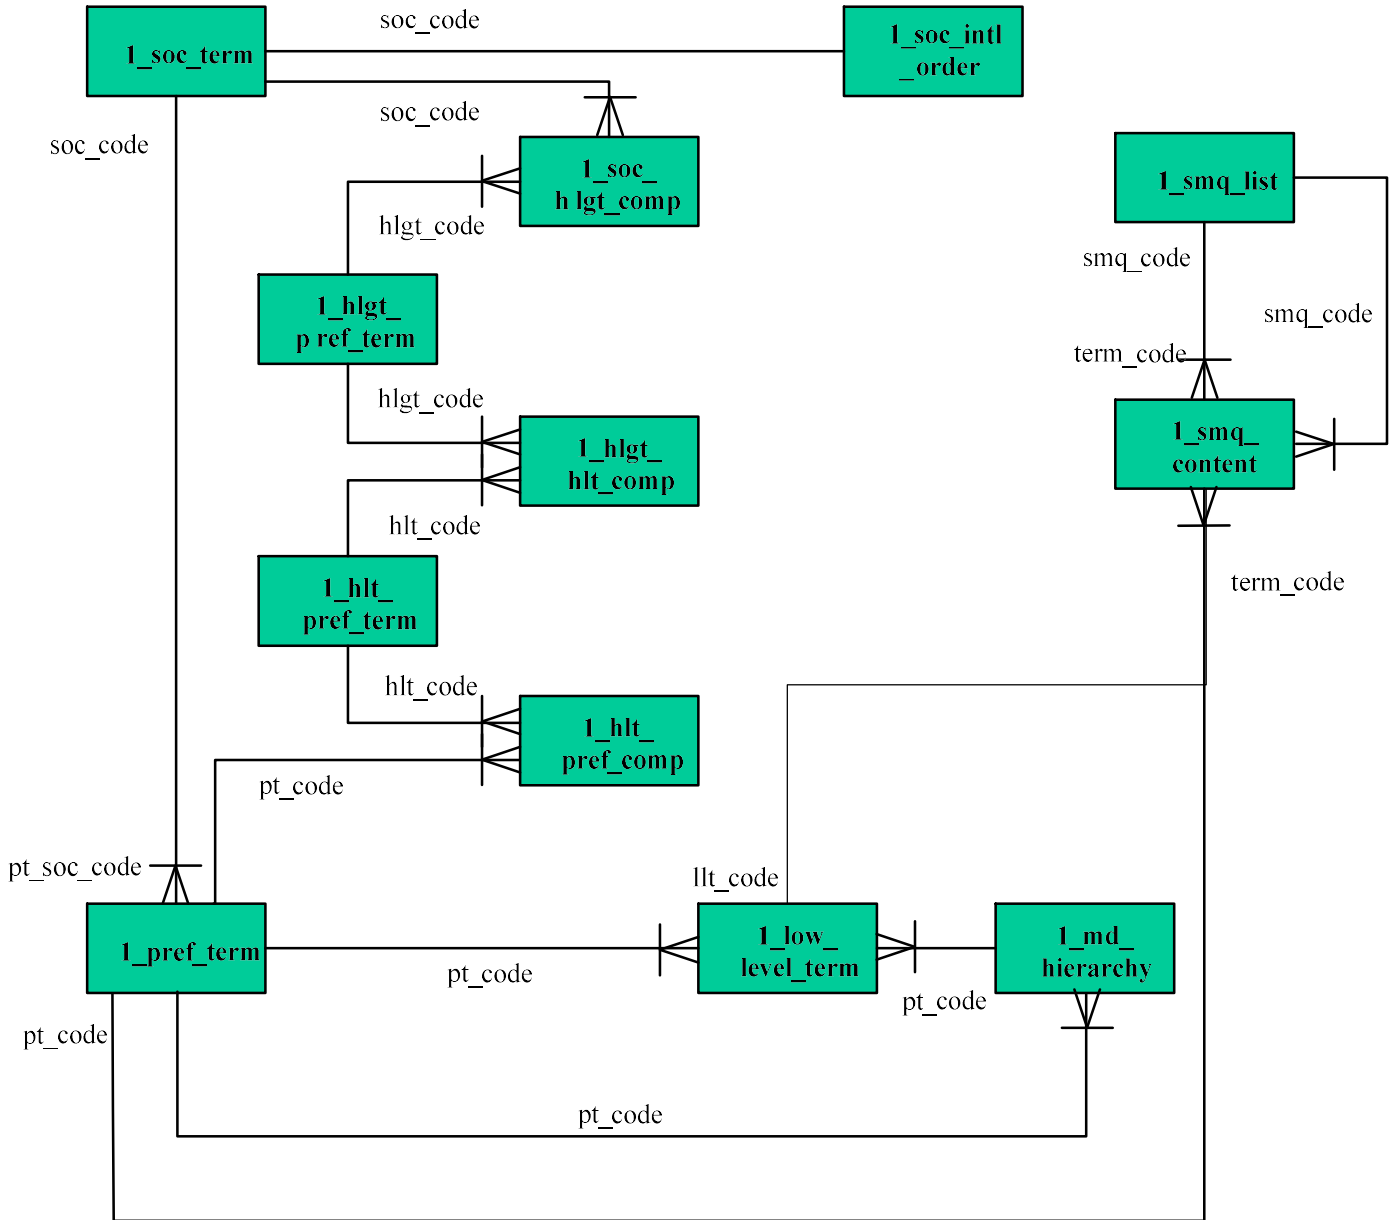 soc_code
1_soc_term
1_soc_intl
_order
soc_code
soc_code
1_soc_
h lgt_comp
1_smq_list
hlgt_code
smq_code
smq_code
1_hlgt_
p ref_term
term_code
hlgt_code
1_hlgt_
hlt_comp
1_smq_
content
hlt_code
term_code
1_hlt_
pref_term
hlt_code
1_hlt_
pref_comp
pt_code
pt_soc_code
llt_code
1_pref_term
1_low_
level_term
1_md_
hierarchy
pt_code
pt_code
pt_code
pt_code